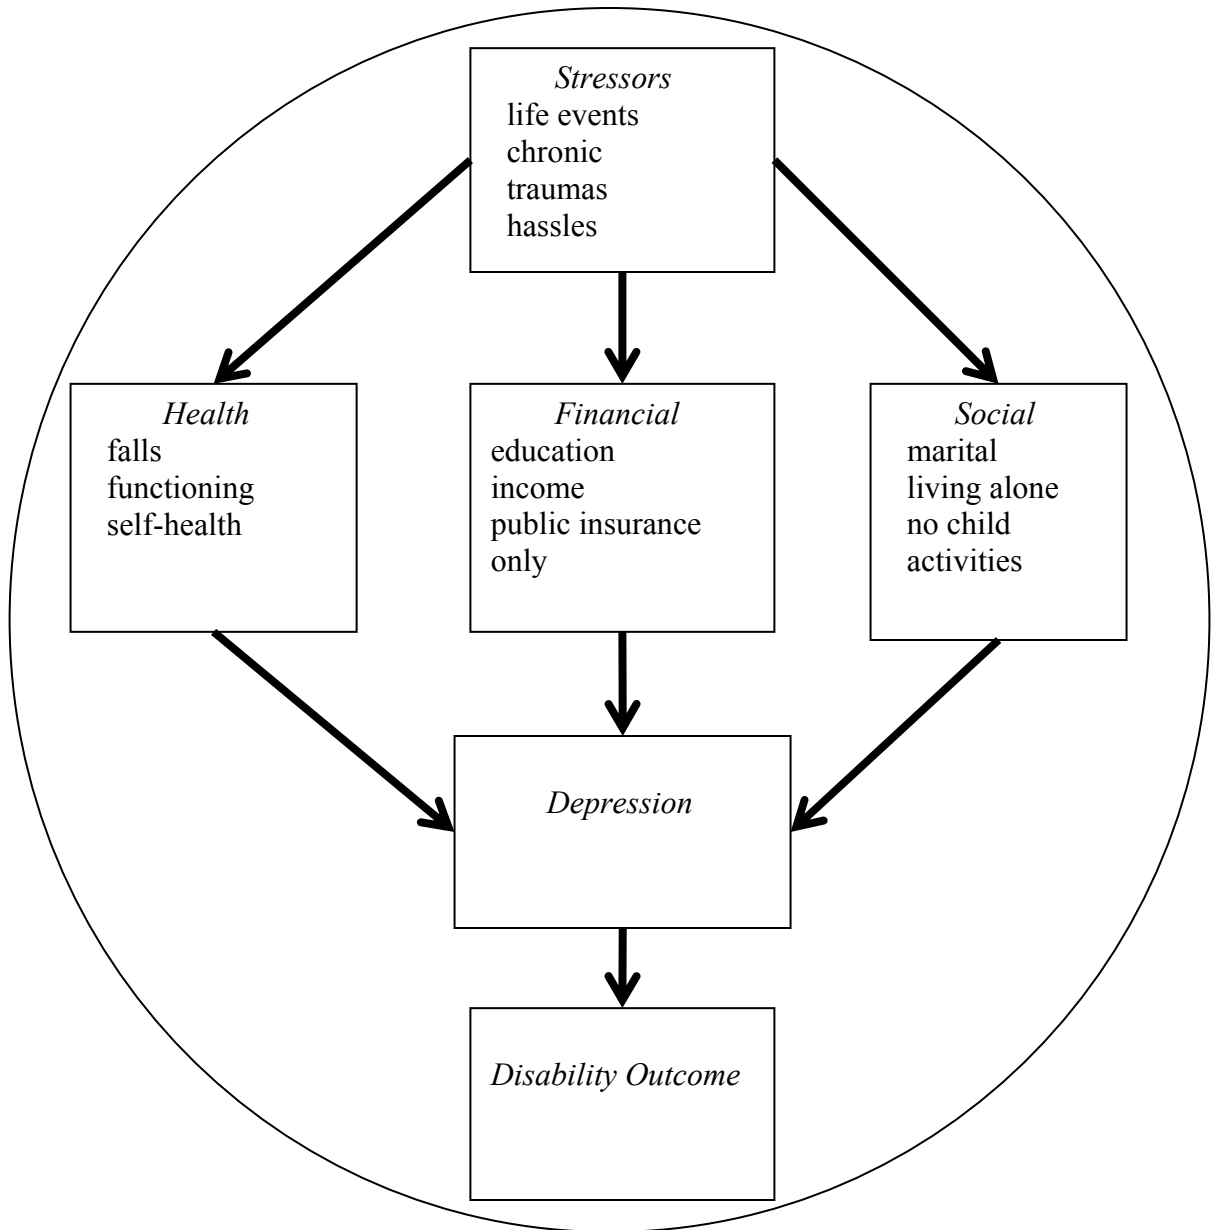 Stressors
life events
chronic
traumas
hassles
Health
falls
functioning
self-health
Financial
education
income
public insurance
only
Social
marital
living alone
no child
activities
Depression
Disability Outcome